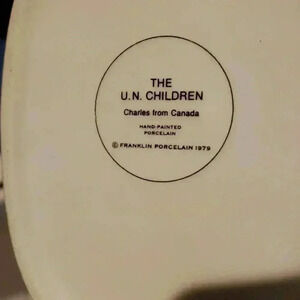 THE
U.N. CHILDREN
Charles from Canada
HAND PAINTED
PORCELAIN
© FRANKLIN PORCELAIN 1979